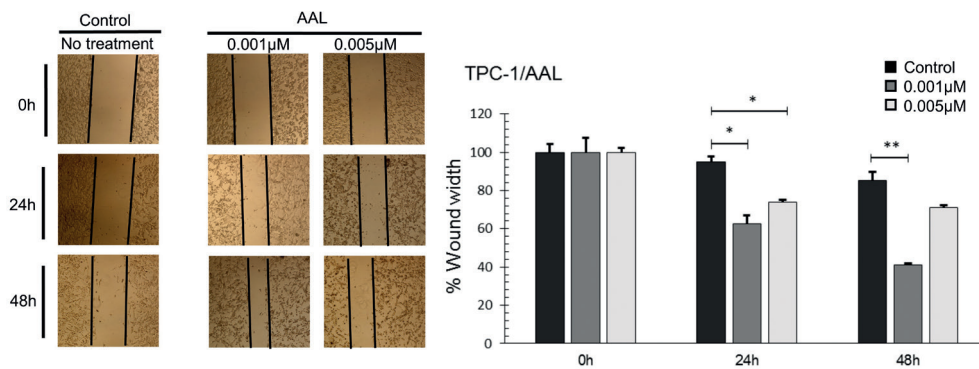 Control
No treatment
AAL
0.001µM
0.005µM
0h
24h
48h
TPC-1/AAL
Control
0.001µM
0.005µM
% Wound width
120
100
80
60
40
20
0
*
*
**
0h
24h
48h